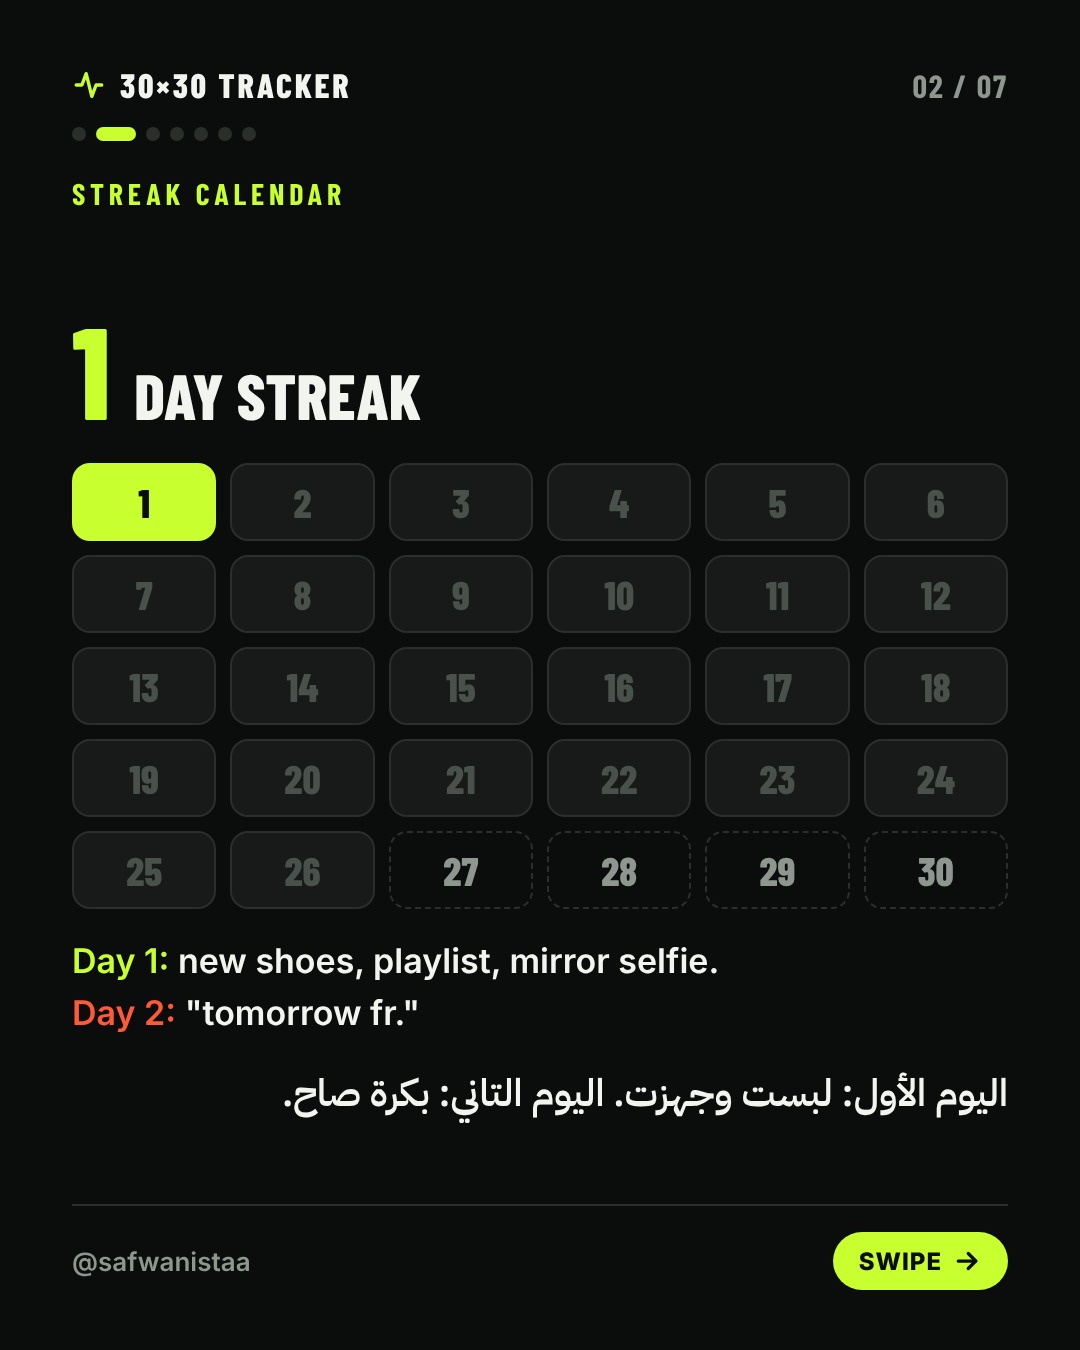 30×30 TRACKER
02 / 07
STREAK CALENDAR
1 DAY STREAK
1 2 3 4 5 6
7 8 9 10 11 12
13 14 15 16 17 18
19 20 21 22 23 24
25 26 27 28 29 30
Day 1: new shoes, playlist, mirror selfie.
Day 2: "tomorrow fr."
اليوم الأول: لبست وجهزت. اليوم التاني: بكرة صاح.
@safwanistaa
SWIPE →